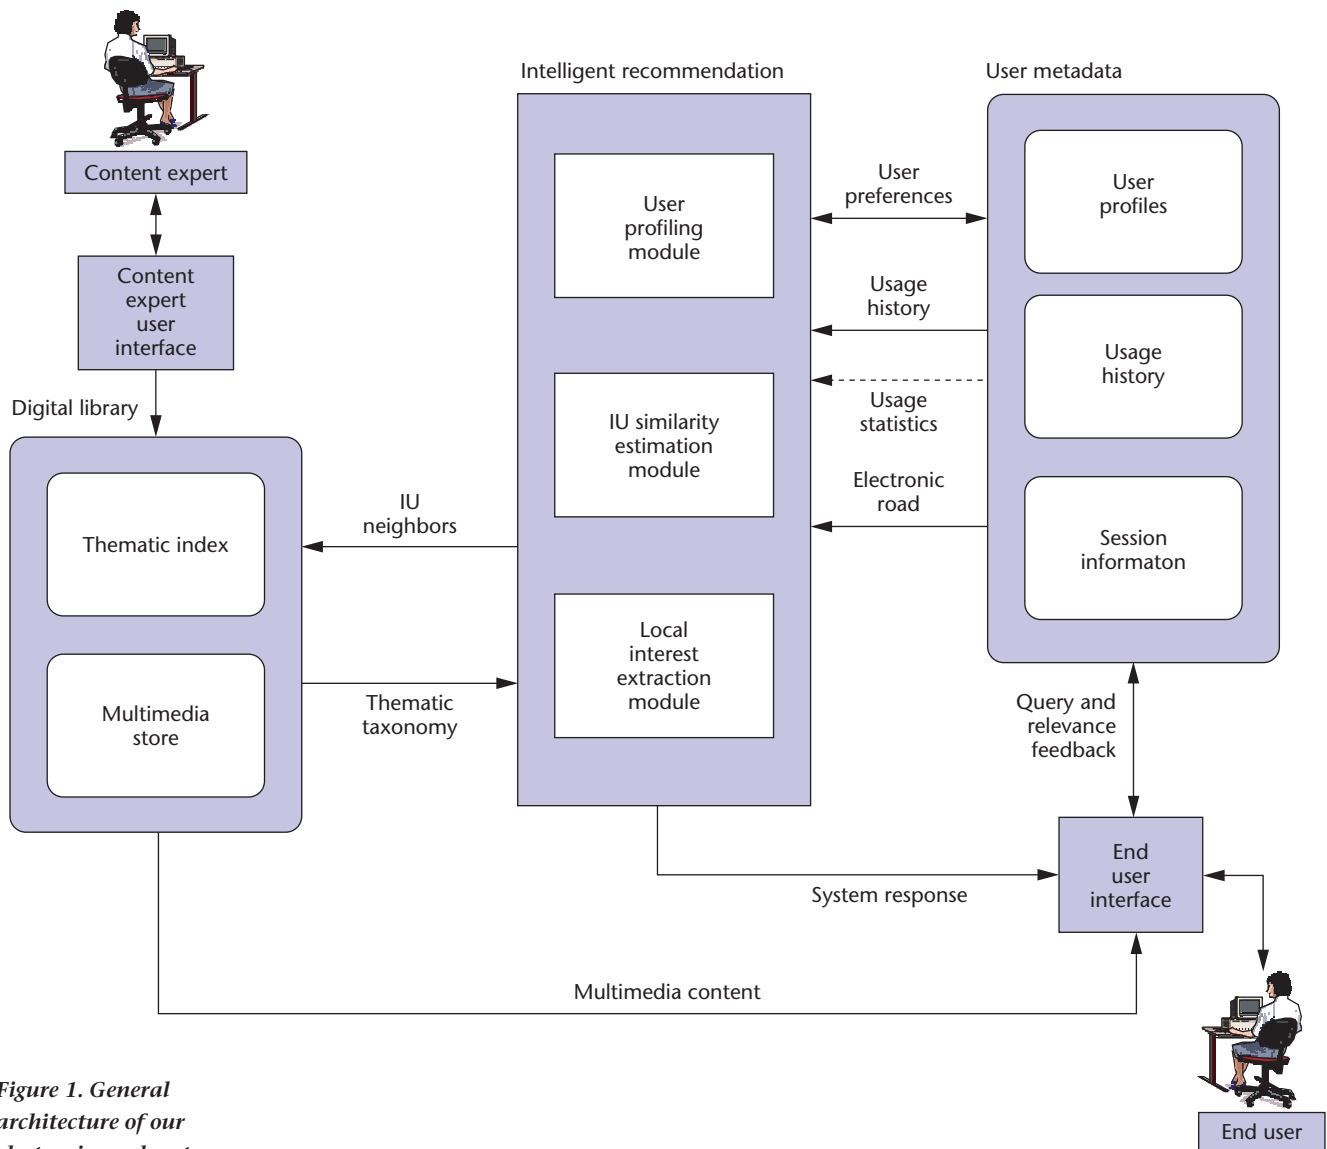 Content expert
Content
expert
user
interface
Digital library
Thematic index
Multimedia
store
IU
neighbors
Thematic
taxonomy
Intelligent recommendation
User
profiling
module
IU similarity
estimation
module
Local
interest
extraction
module
User
preferences
Usage
history
Usage
statistics
Electronic
road
User metadata
User
profiles
Usage
history
Session
informaton
Query and
relevance
feedback
End
user
interface
System response
Multimedia content
End user
Figure 1. General
architecture of our